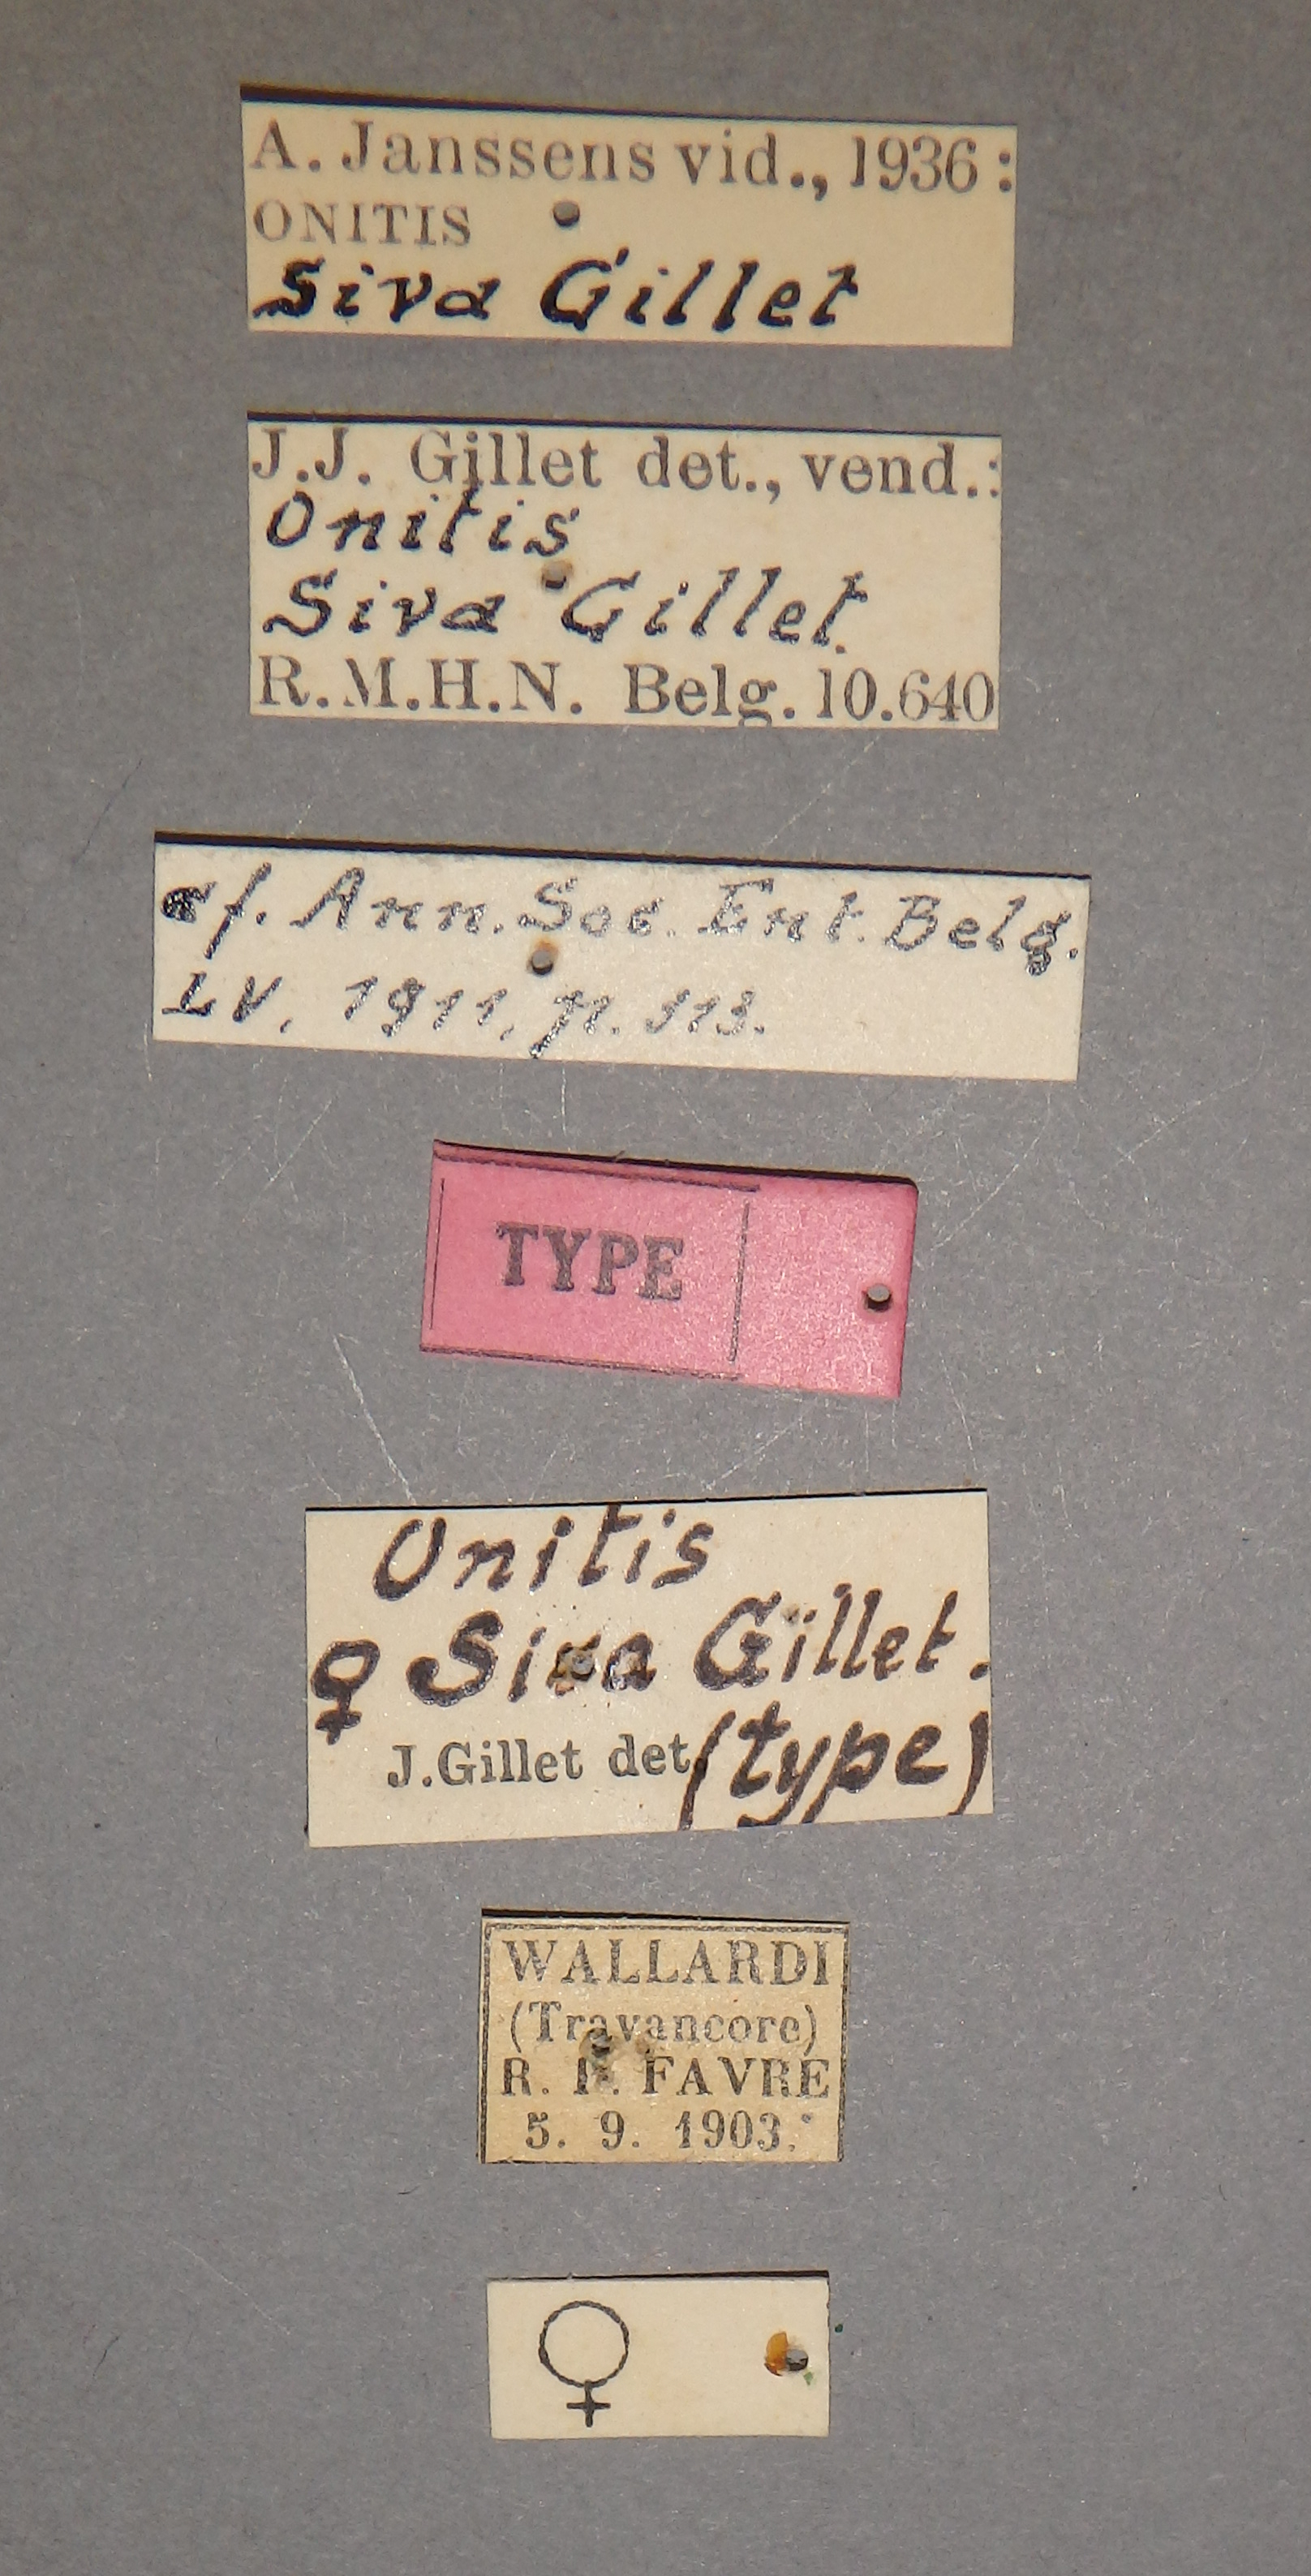 A. Janssens vid., 1936 :
ONITIS
Siva Gillet
J.J. Gillet det., vend.:
Onitis
Siva Gillet.
R.M.H.N. Belg. 10.640
cf. Ann. Soc. Ent. Belg.
LV. 1911, p. 313.
TYPE
Onitis
♀ Siva Gillet.
J.Gillet det. (type)
WALLARDI
(Travancore)
R. P. FAVRE
5. 9. 1903.
♀